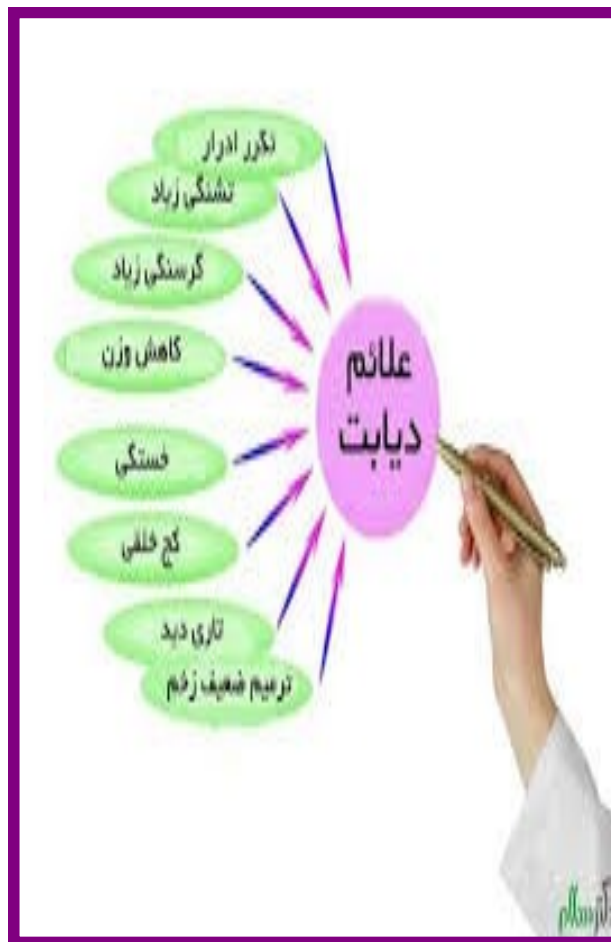 تکرر ادرار
تشنگی زیاد
گرسنگی زیاد
کاهش وزن
خستگی
کج خلقی
تاری دید
ترمیم ضعیف زخم
علائم
دیابت